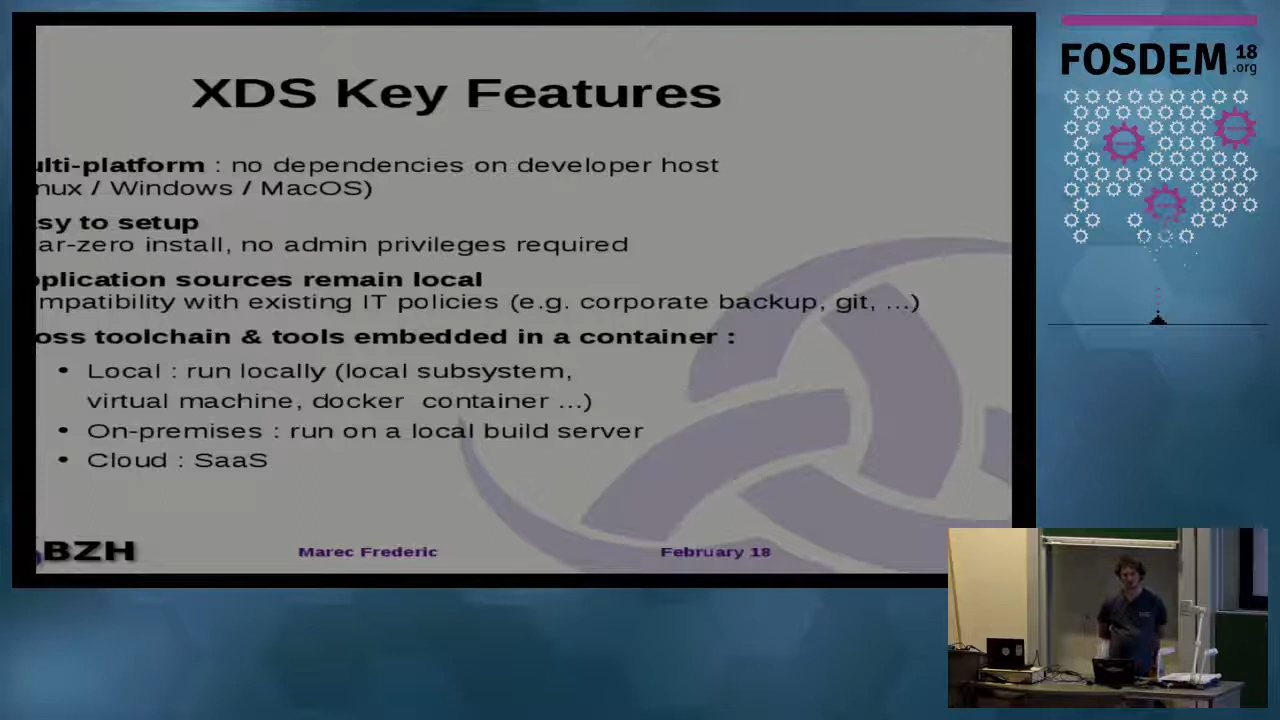 XDS Key Features
ulti-platform : no dependencies on developer host
nux / Windows / MacOS)
sy to setup
ar-zero install, no admin privileges required
plication sources remain local
mpatibility with existing IT policies (e.g. corporate backup, git, ...)
oss toolchain & tools embedded in a container :
• Local : run locally (local subsystem,
virtual machine, docker container ...)
• On-premises : run on a local build server
• Cloud : SaaS
BZH
Marec Frederic
February 18
FOSDEM 18
.org